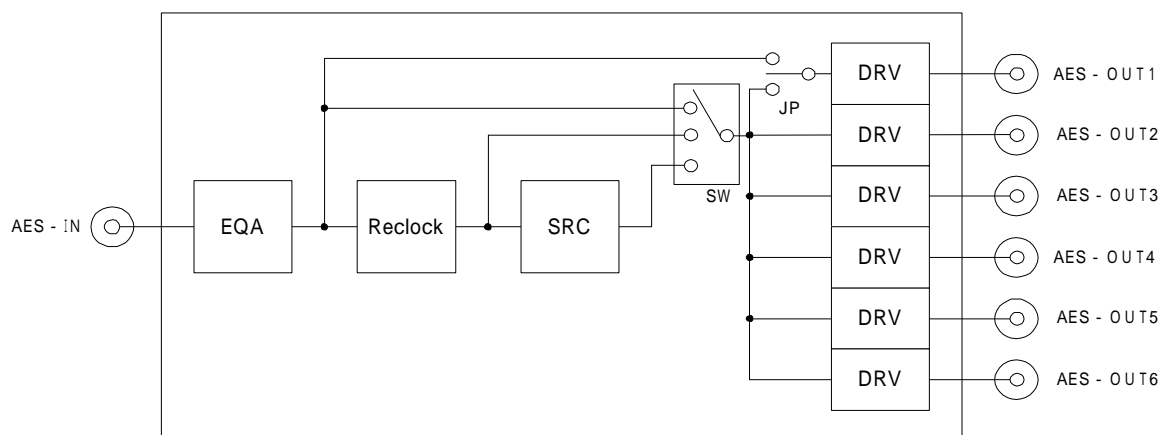 DRV
AES - OUT1
JP
DRV
AES - OUT2
SW
DRV
AES - OUT3
AES - IN
EQA
Reclock
SRC
DRV
AES - OUT4
DRV
AES - OUT5
DRV
AES - OUT6